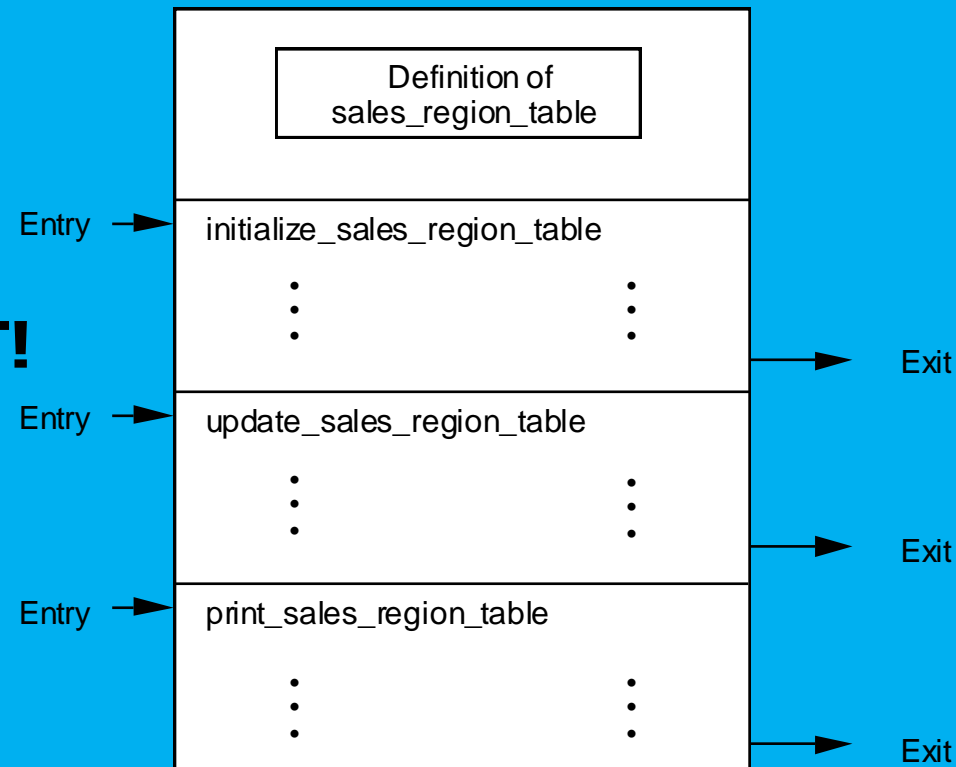 Definition of
sales_region_table
Entry
initialize_sales_region_table
Exit
Entry
update_sales_region_table
Exit
Entry
print_sales_region_table
Exit